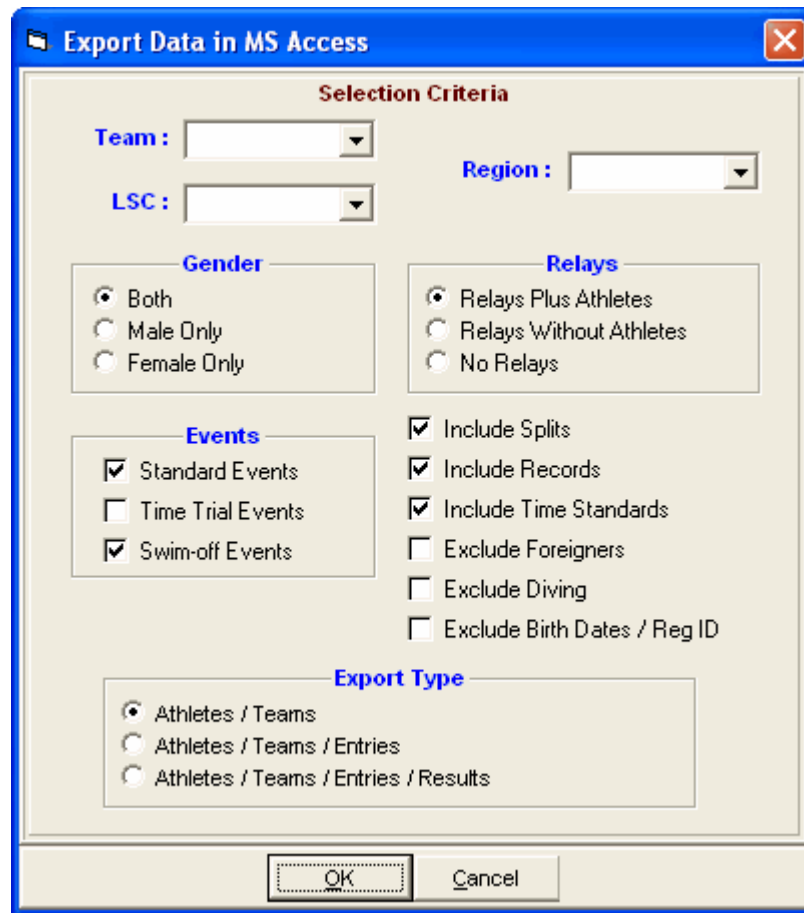 Export Data in MS Access
Selection Criteria
Team :
Region :
LSC :
Gender
Both
Male Only
Female Only
Relays
Relays Plus Athletes
Relays Without Athletes
No Relays
Events
Standard Events
Time Trial Events
Swim-off Events
Include Splits
Include Records
Include Time Standards
Exclude Foreigners
Exclude Diving
Exclude Birth Dates / Reg ID
Export Type
Athletes / Teams
Athletes / Teams / Entries
Athletes / Teams / Entries / Results
OK
Cancel